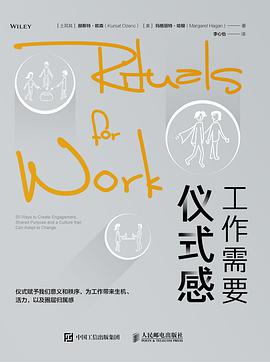 WILEY
[土耳其] ·欧森 (Kursat Ozenc) [美] 玛格丽特·哈根 (Margaret Hagan) 著
李心怡 译
Rituals
for
Work
50 Ways to Create Engagement,
Shared Purpose and a Culture that
Can Adapt to Change
工作需要
仪式感
仪式赋予我们意义和秩序,为工作带来生机、
活力,以及圈层归属感
中国工信出版集团
人民邮电出版社
POSTS & TELECOM PRESS